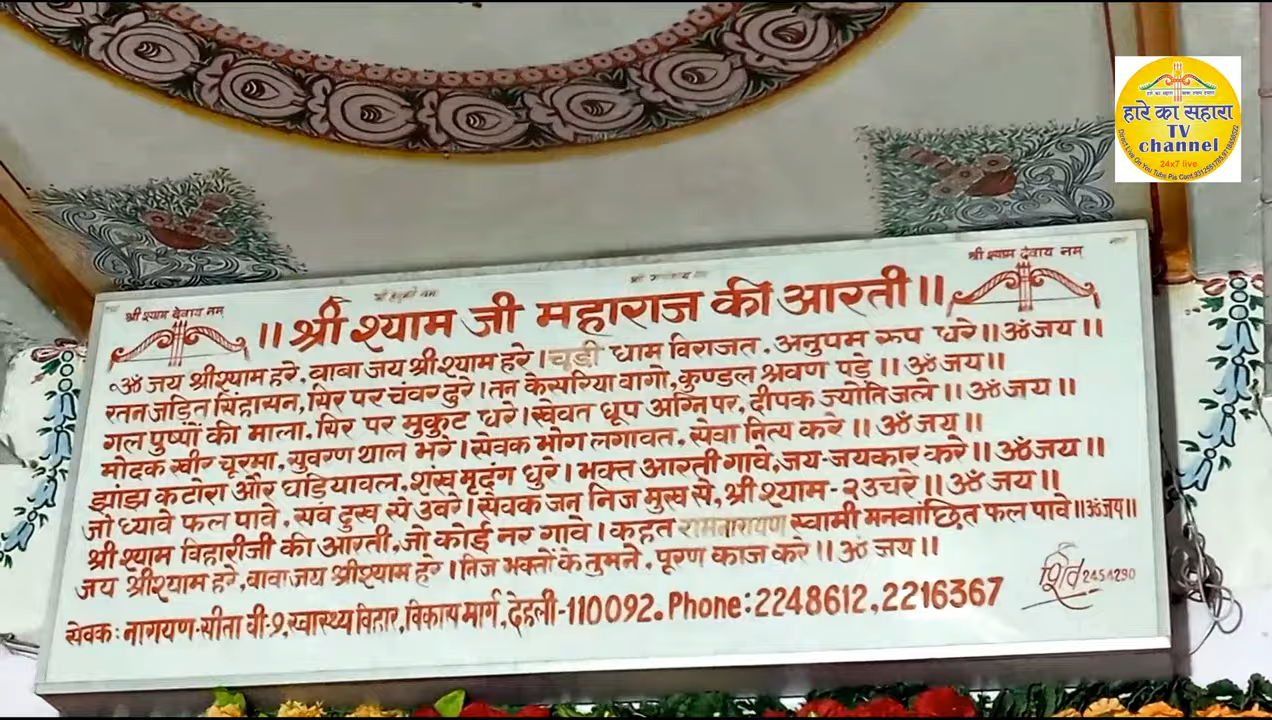 हारे का सहारा
TV
channel
24x7 live
श्री श्याम देवाय नम्
श्री श्याम देवाय नम्
॥ श्री श्याम जी महाराज की आरती ॥
ॐ जय श्री श्याम हरे, बाबा जय श्री श्याम हरे। चूडी धाम विराजत, अनुपम रूप धरे॥ ॐ जय॥
रतन जड़ित सिंहासन, सिर पर चंवर ढुरे। तन केसरिया वागो, कुण्डल श्रवण पड़े॥ ॐ जय॥
गल पुष्पों की माला, सिर पर मुकुट धरे। खेवत धूप अग्नि पर, दीपक ज्योति जले॥ ॐ जय॥
मोदक खीर चूरमा, सुवरण थाल भरे। सेवक भोग लगावत, सेवा नित्य करे॥ ॐ जय॥
झांझ कटोरा और घड़ियावल, शंख मृदंग धुरे। भक्त आरती गावे, जय-जयकार करे॥ ॐ जय॥
जो ध्यावे फल पावे, सब दुख से उबरे। सेवक जन निज मुख से, श्री श्याम-२ उचरे॥ ॐ जय॥
श्री श्याम विहारीजी की आरती, जो कोई नर गावे। कहत रामनारायण स्वामी मनवांछित फल पावे॥ ॐ जय॥
जय श्री श्याम हरे, बाबा जय श्री श्याम हरे। निज भक्तों के तुमने, पूरण काज करे॥ ॐ जय॥
2454290
सेवक: नारायण-सीता बी-9, स्वास्थ्य विहार, विकास मार्ग, देहली-110092. Phone: 2248612, 2216367